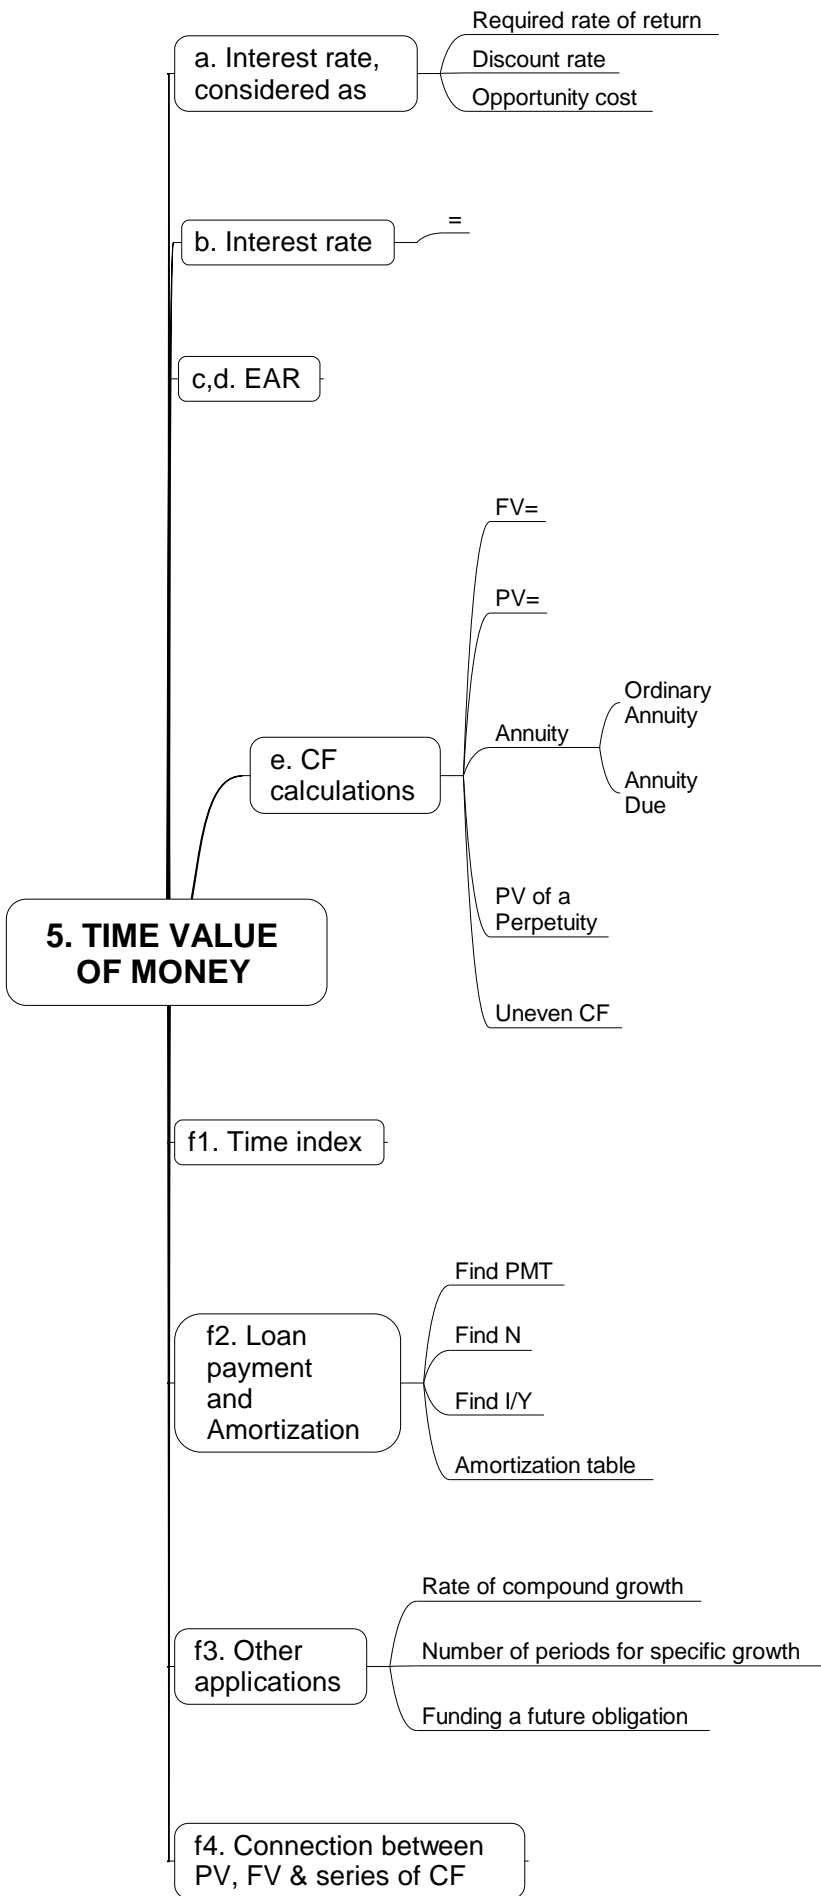 Required rate of return
a. Interest rate,
considered as
Discount rate
Opportunity cost
=
b. Interest rate
c,d. EAR
FV=
PV=
Ordinary
Annuity
Annuity
e. CF
calculations
Annuity
Due
PV of a
Perpetuity
5. TIME VALUE
OF MONEY
Uneven CF
f1. Time index
Find PMT
f2. Loan
payment
and
Amortization
Find N
Find I/Y
Amortization table
Rate of compound growth
f3. Other
applications
Number of periods for specific growth
Funding a future obligation
f4. Connection between
PV, FV & series of CF